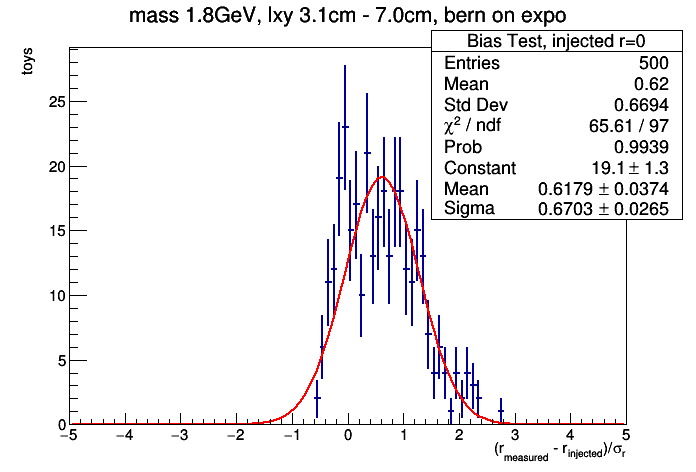 mass 1.8GeV, lxy 3.1cm - 7.0cm, bern on expo
Bias Test, injected r=0
Entries 500
Mean 0.62
Std Dev 0.6694
χ² / ndf 65.61 / 97
Prob 0.9939
Constant 19.1 ± 1.3
Mean 0.6179 ± 0.0374
Sigma 0.6703 ± 0.0265
toys
25
20
15
10
5
0
−5 −4 −3 −2 −1 0 1 2 3 4 5
(r_measured - r_injected)/σ_r